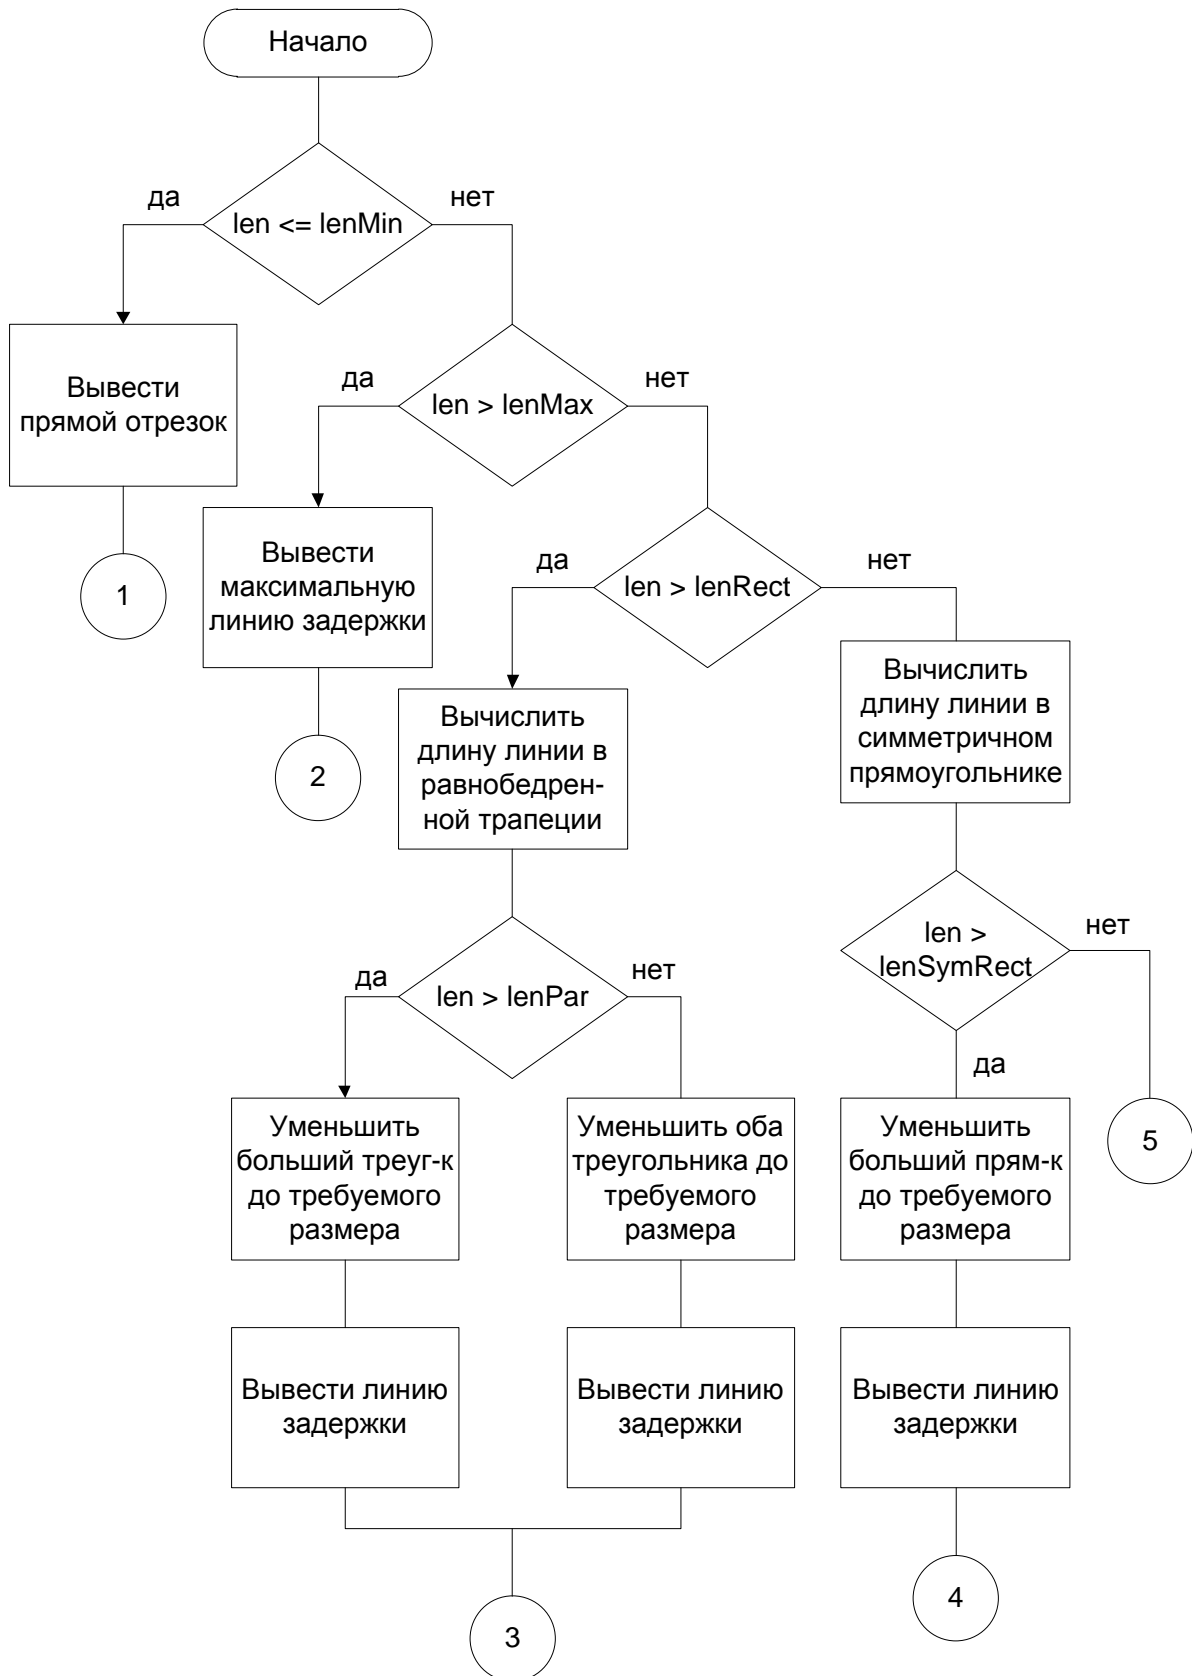 Начало
да
нет
len <= lenMin
Вывести
прямой отрезок
1
да
нет
len > lenMax
Вывести
максимальную
линию задержки
2
да
нет
len > lenRect
Вычислить
длину линии в
равнобедрен-
ной трапеции
Вычислить
длину линии в
симметричном
прямоугольнике
да
нет
len > lenPar
len >
lenSymRect
нет
да
5
Уменьшить
больший треуг-к
до требуемого
размера
Уменьшить оба
треугольника до
требуемого
размера
Уменьшить
больший прям-к
до требуемого
размера
Вывести линию
задержки
Вывести линию
задержки
Вывести линию
задержки
3
4